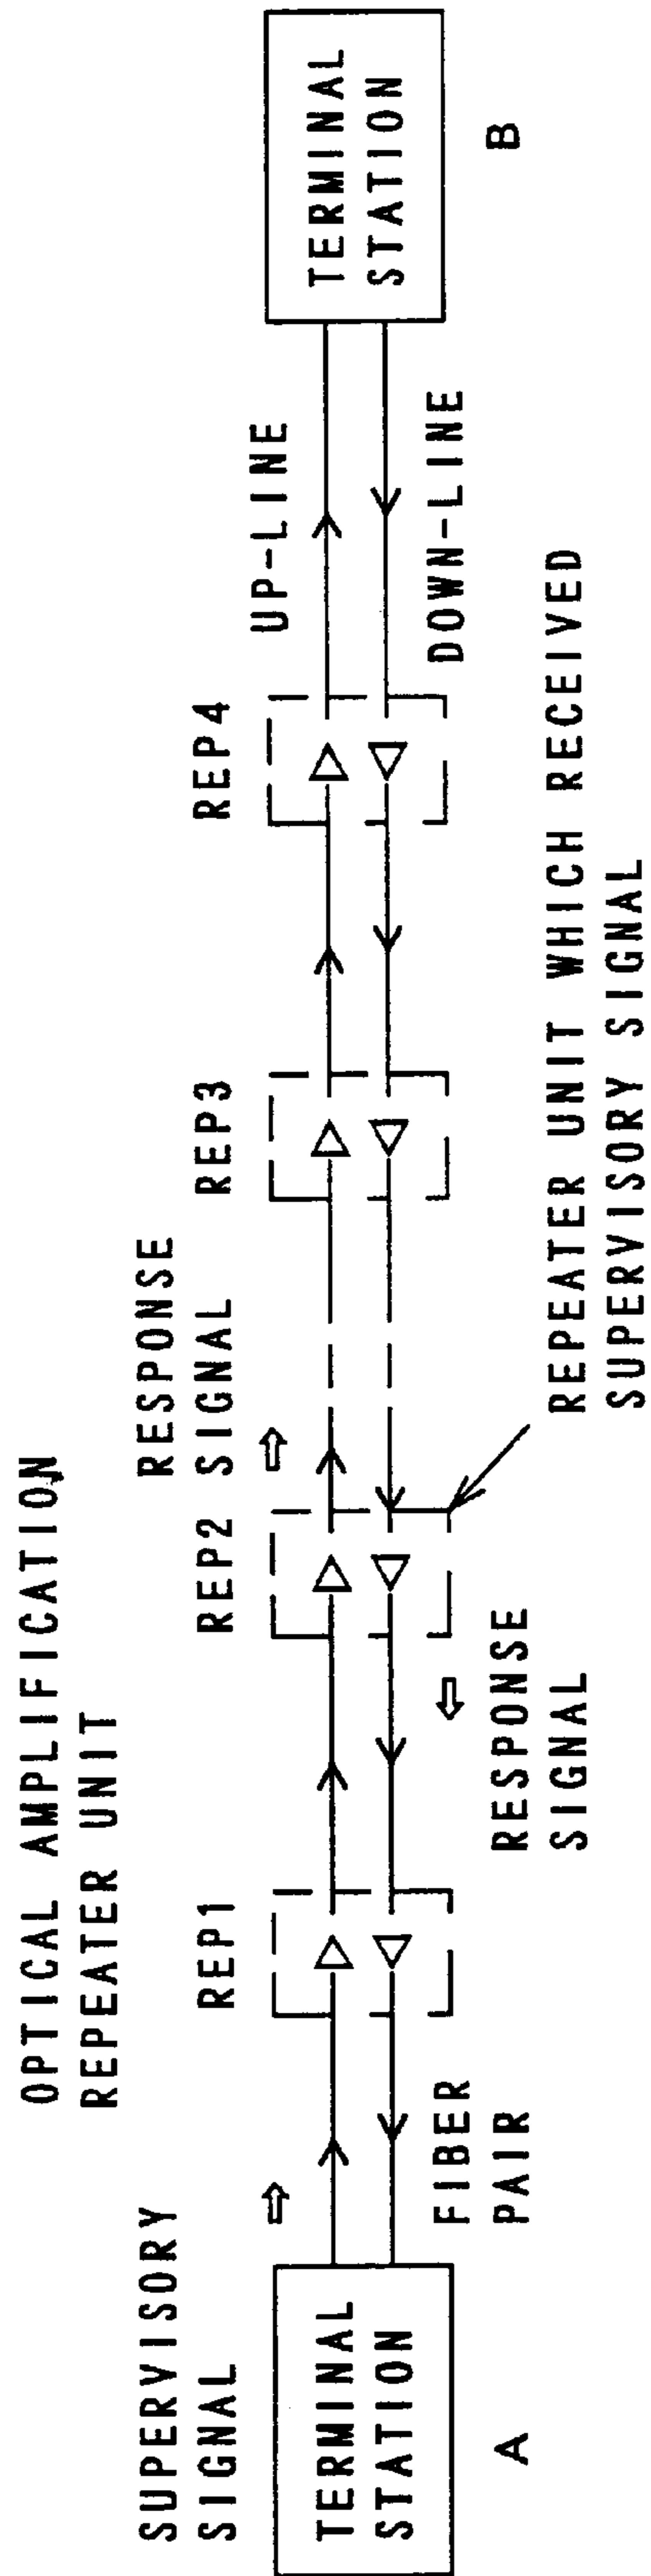 OPTICAL AMPLIFICATION
REPEATER UNIT
SUPERVISORY
SIGNAL
REP1
REP2
RESPONSE
SIGNAL
REP3
REP4
UP-LINE
TERMINAL
STATION
A
FIBER
PAIR
RESPONSE
SIGNAL
DOWN-LINE
TERMINAL
STATION
B
REPEATER UNIT WHICH RECEIVED
SUPERVISORY SIGNAL